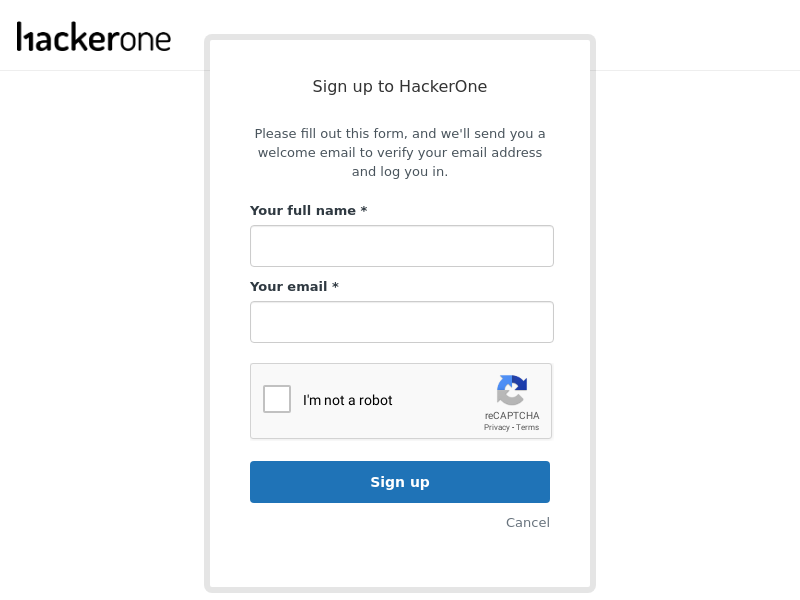 hackerone
Sign up to HackerOne
Please fill out this form, and we'll send you a
welcome email to verify your email address
and log you in.
Your full name *
Your email *
I'm not a robot
reCAPTCHA
Privacy - Terms
Sign up
Cancel